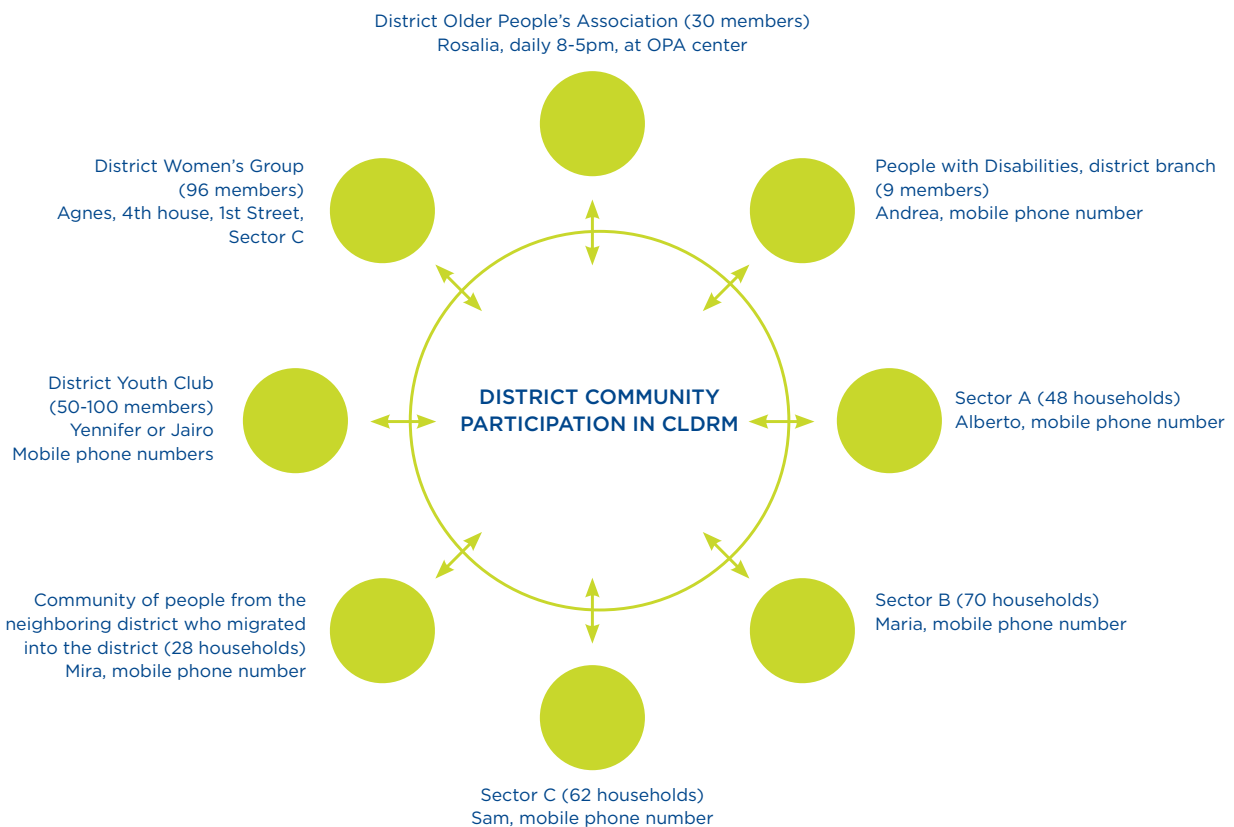 District Older People's Association (30 members)
Rosalia, daily 8-5pm, at OPA center
District Women's Group
(96 members)
Agnes, 4th house, 1st Street,
Sector C
People with Disabilities, district branch
(9 members)
Andrea, mobile phone number
District Youth Club
(50-100 members)
Yennifer or Jairo
Mobile phone numbers
DISTRICT COMMUNITY
PARTICIPATION IN CLDRM
Sector A (48 households)
Alberto, mobile phone number
Community of people from the
neighboring district who migrated
into the district (28 households)
Mira, mobile phone number
Sector B (70 households)
Maria, mobile phone number
Sector C (62 households)
Sam, mobile phone number